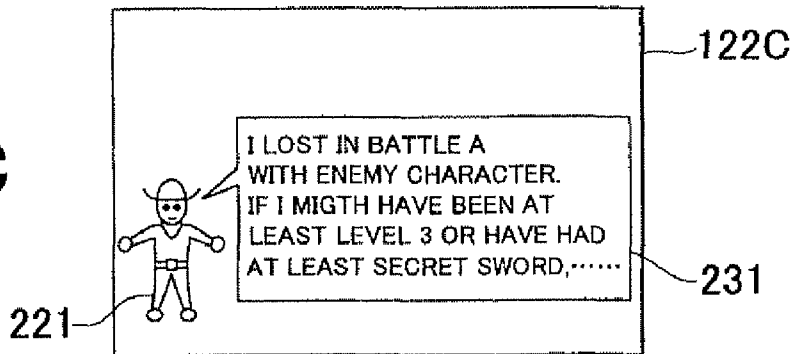 122C
C
I LOST IN BATTLE A
WITH ENEMY CHARACTER.
IF I MIGTH HAVE BEEN AT
LEAST LEVEL 3 OR HAVE HAD
AT LEAST SECRET SWORD,······
231
221